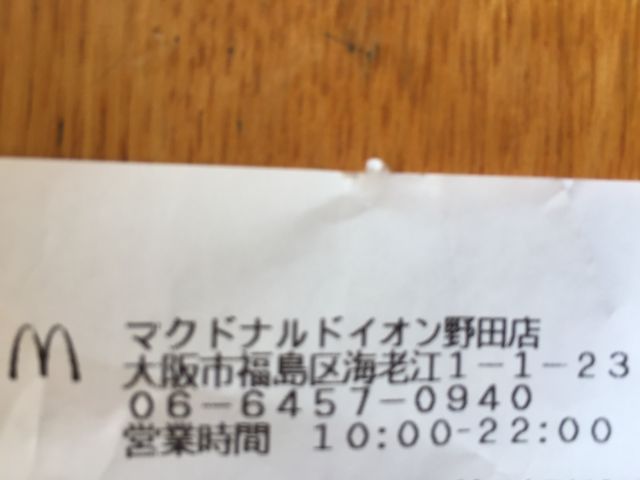 マクドナルドイオン野田店
大阪市福島区海老江1-1-23
06-6457-0940
営業時間 10:00-22:00